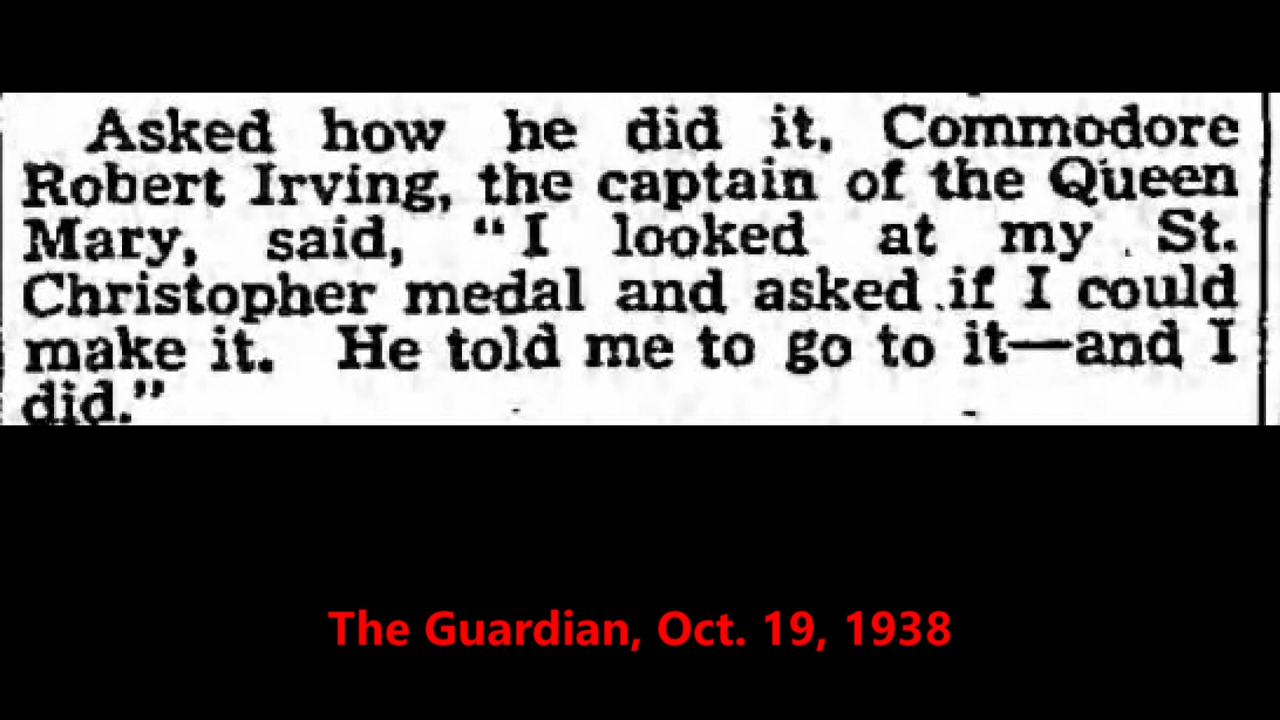 Asked how he did it, Commodore
Robert Irving, the captain of the Queen
Mary, said, “I looked at my St.
Christopher medal and asked if I could
make it. He told me to go to it—and I
did.”
The Guardian, Oct. 19, 1938